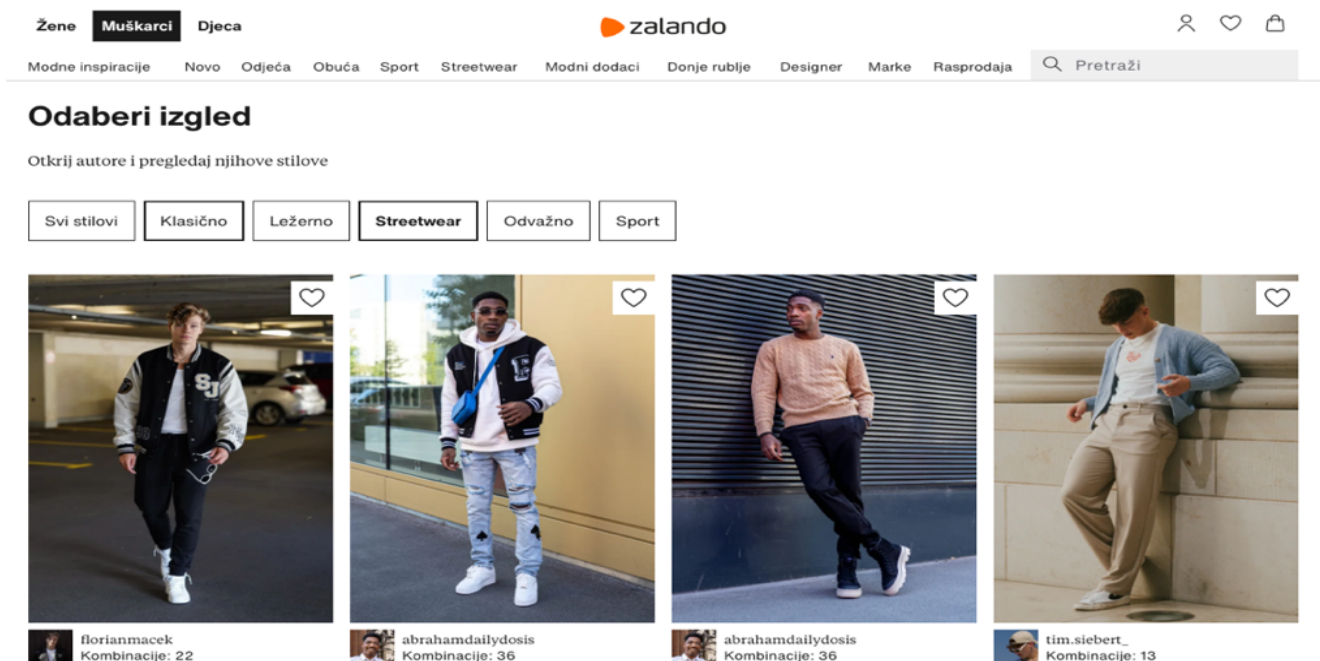 Žene Muškarci Djeca
zalando
Modne inspiracije Novo Odjeća Obuća Sport Streetwear Modni dodaci Donje rublje Designer Marke Rasprodaja Pretraži
Odaberi izgled
Otkrij autore i pregledaj njihove stilove
Svi stilovi Klasično Ležerno Streetwear Odvažno Sport
SJ
florianmacek abrahamdailydosis abrahamdailydosis tim.siebert_
Kombinacije: 22 Kombinacije: 36 Kombinacije: 36 Kombinacije: 13